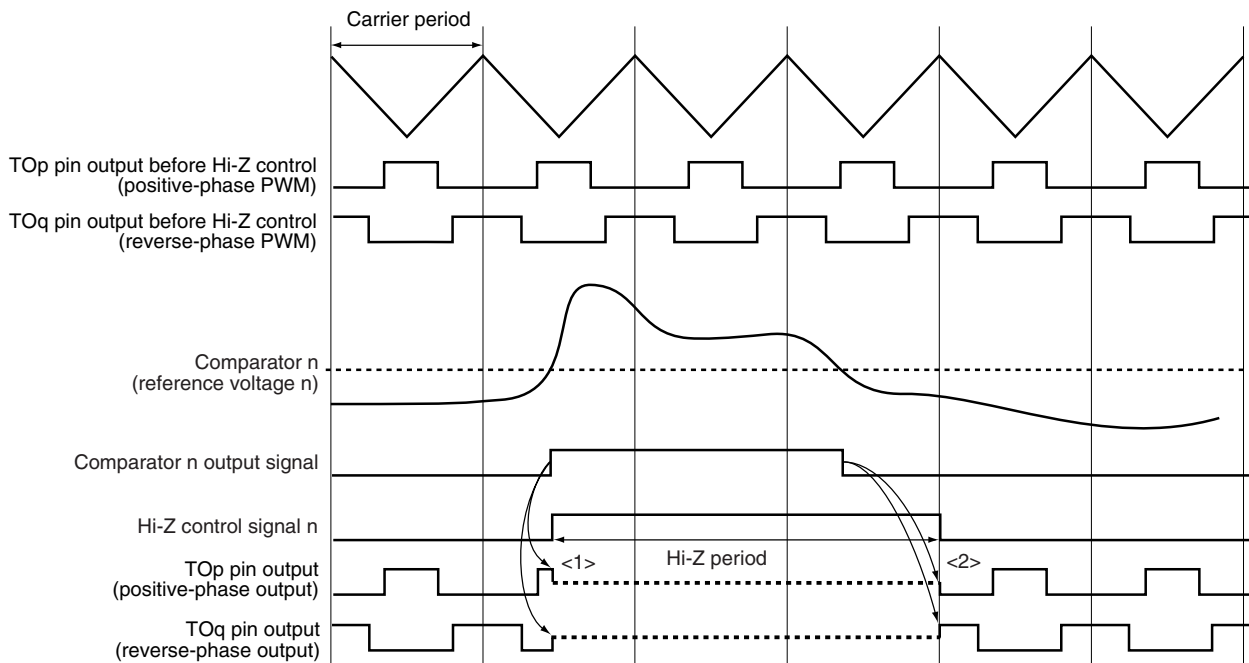 Carrier period
TOp pin output before Hi-Z control
(positive-phase PWM)
TOq pin output before Hi-Z control
(reverse-phase PWM)
Comparator n
(reference voltage n)
Comparator n output signal
Hi-Z control signal n
<1>
Hi-Z period
<2>
TOp pin output
(positive-phase output)
TOq pin output
(reverse-phase output)